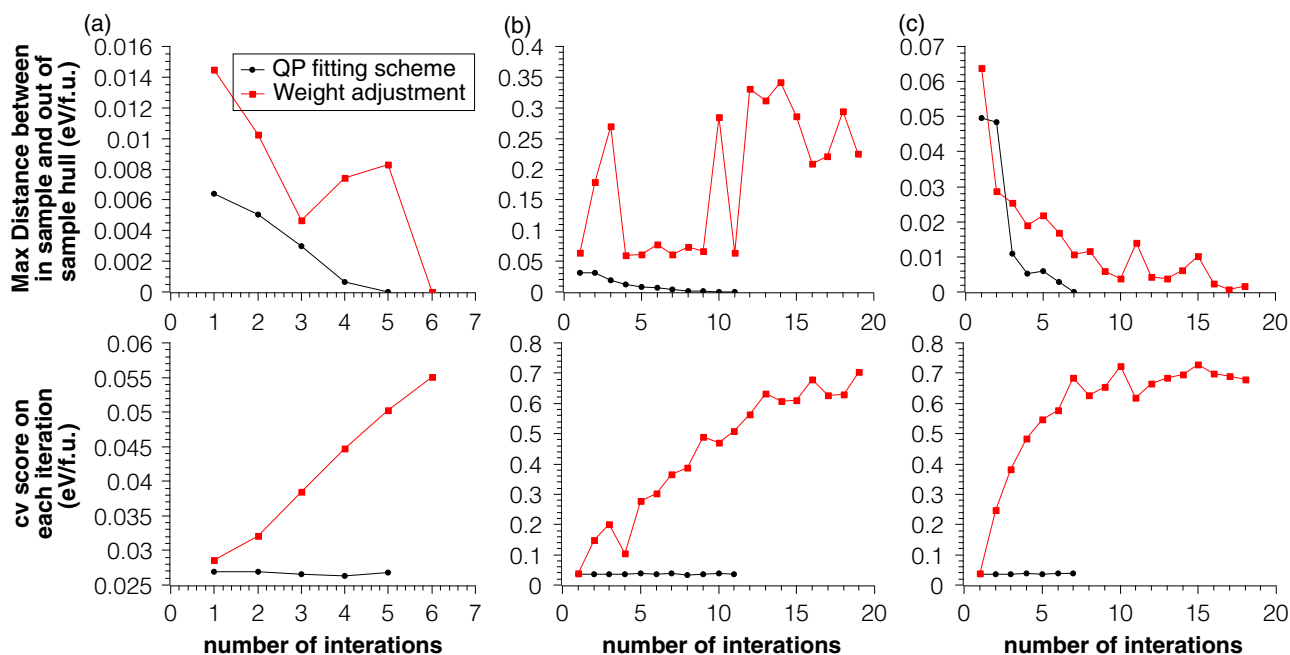 (a)
(b)
(c)
Max Distance between
in sample and out of
sample hull (eV/f.u.)
0.016
0.014
0.012
0.01
0.008
0.006
0.004
0.002
0
QP fitting scheme
Weight adjustment
0 1 2 3 4 5 6 7
0.4
0.35
0.3
0.25
0.2
0.15
0.1
0.05
0
0 5 10 15 20
0.07
0.06
0.05
0.04
0.03
0.02
0.01
0
0 5 10 15 20
cv score on
each iteration
(eV/f.u.)
0.06
0.055
0.05
0.045
0.04
0.035
0.03
0.025
0 1 2 3 4 5 6 7
number of interations
0.8
0.7
0.6
0.5
0.4
0.3
0.2
0.1
0
0 5 10 15 20
number of interations
0.8
0.7
0.6
0.5
0.4
0.3
0.2
0.1
0
0 5 10 15 20
number of interations